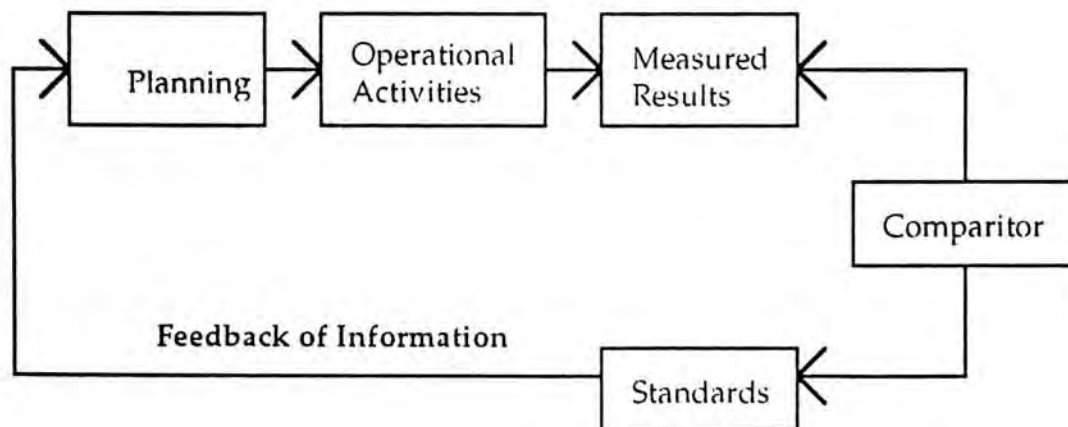 Planning
Operational
Activities
Measured
Results
Comparitor
Feedback of Information
Standards